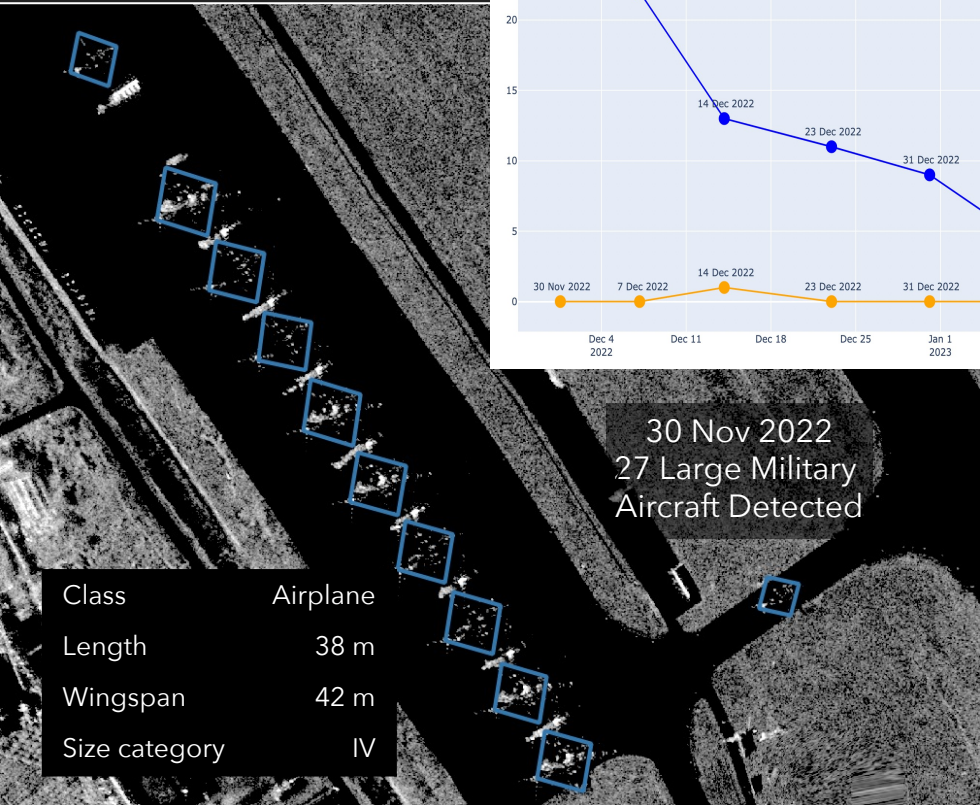 20
15
10
5
0
14 Dec 2022
23 Dec 2022
31 Dec 2022
30 Nov 2022
7 Dec 2022
14 Dec 2022
23 Dec 2022
31 Dec 2022
Dec 4
2022
Dec 11
Dec 18
Dec 25
Jan 1
2023
30 Nov 2022
27 Large Military
Aircraft Detected
Class Airplane
Length 38 m
Wingspan 42 m
Size category IV